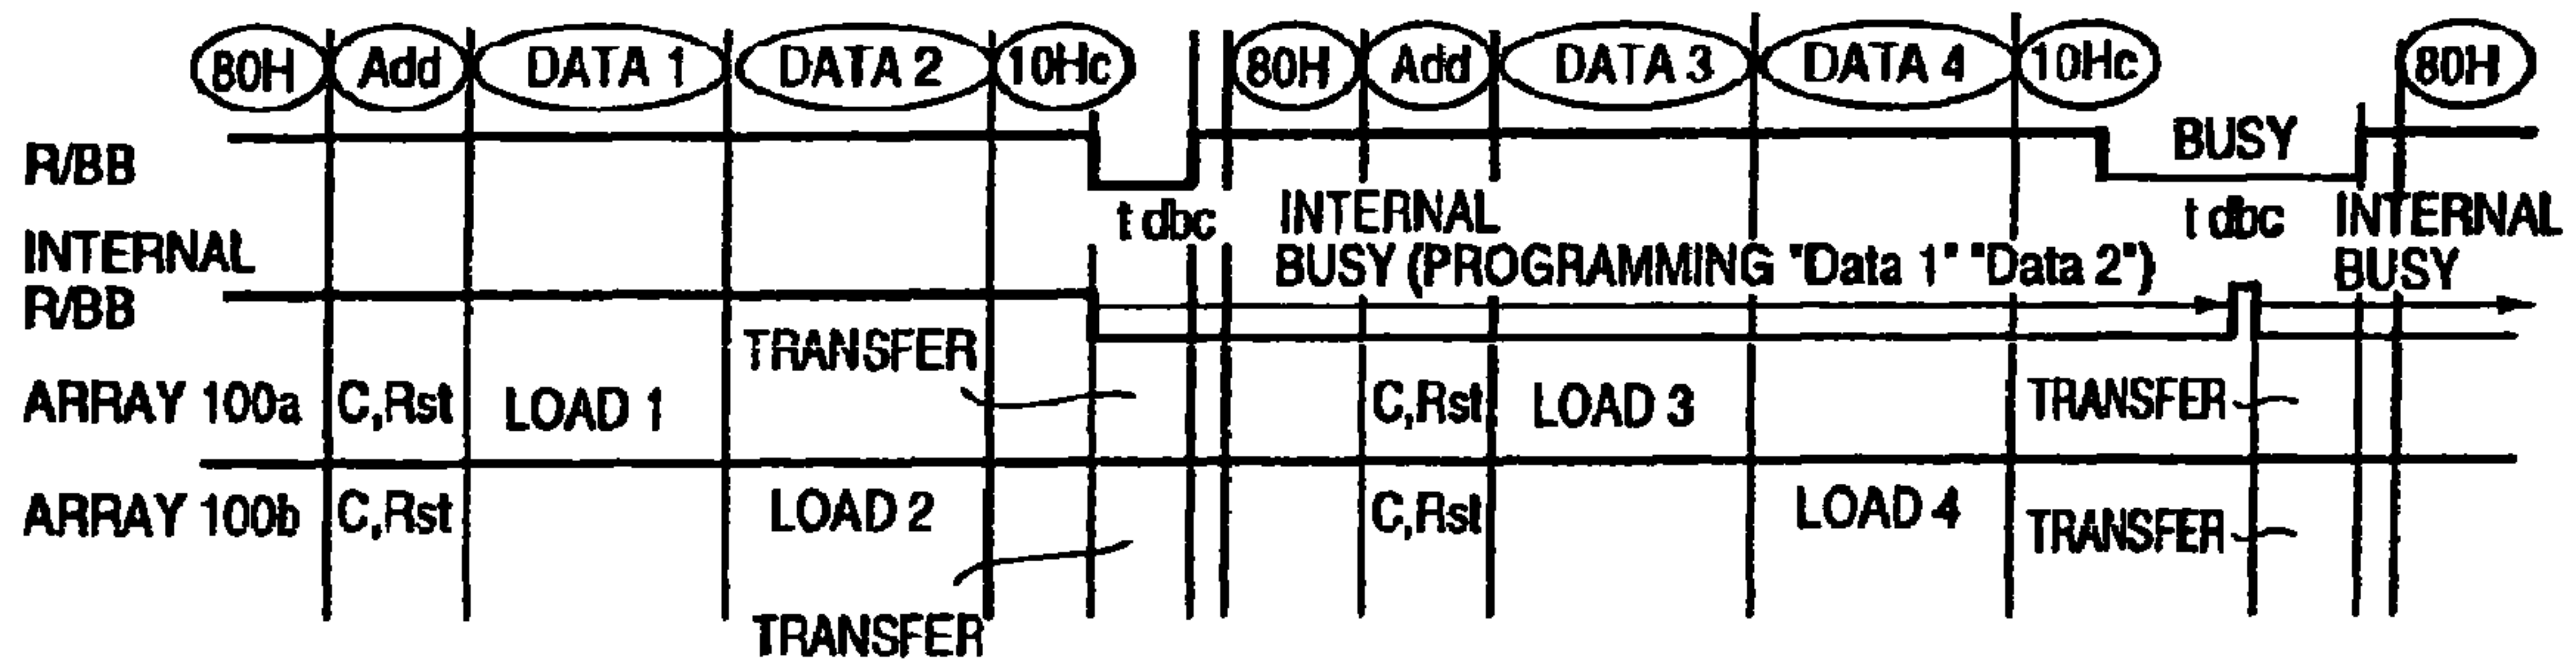 80H Add DATA 1 DATA 2 10Hc 80H Add DATA 3 DATA 4 10Hc 80H
R/BB
BUSY
t dbc
INTERNAL
BUSY (PROGRAMMING "Data 1" "Data 2")
t dbc
INTERNAL
BUSY
INTERNAL
R/BB
TRANSFER
ARRAY 100a C,Rst LOAD 1 C,Rst LOAD 3 TRANSFER
ARRAY 100b C,Rst LOAD 2 C,Rst LOAD 4 TRANSFER
TRANSFER